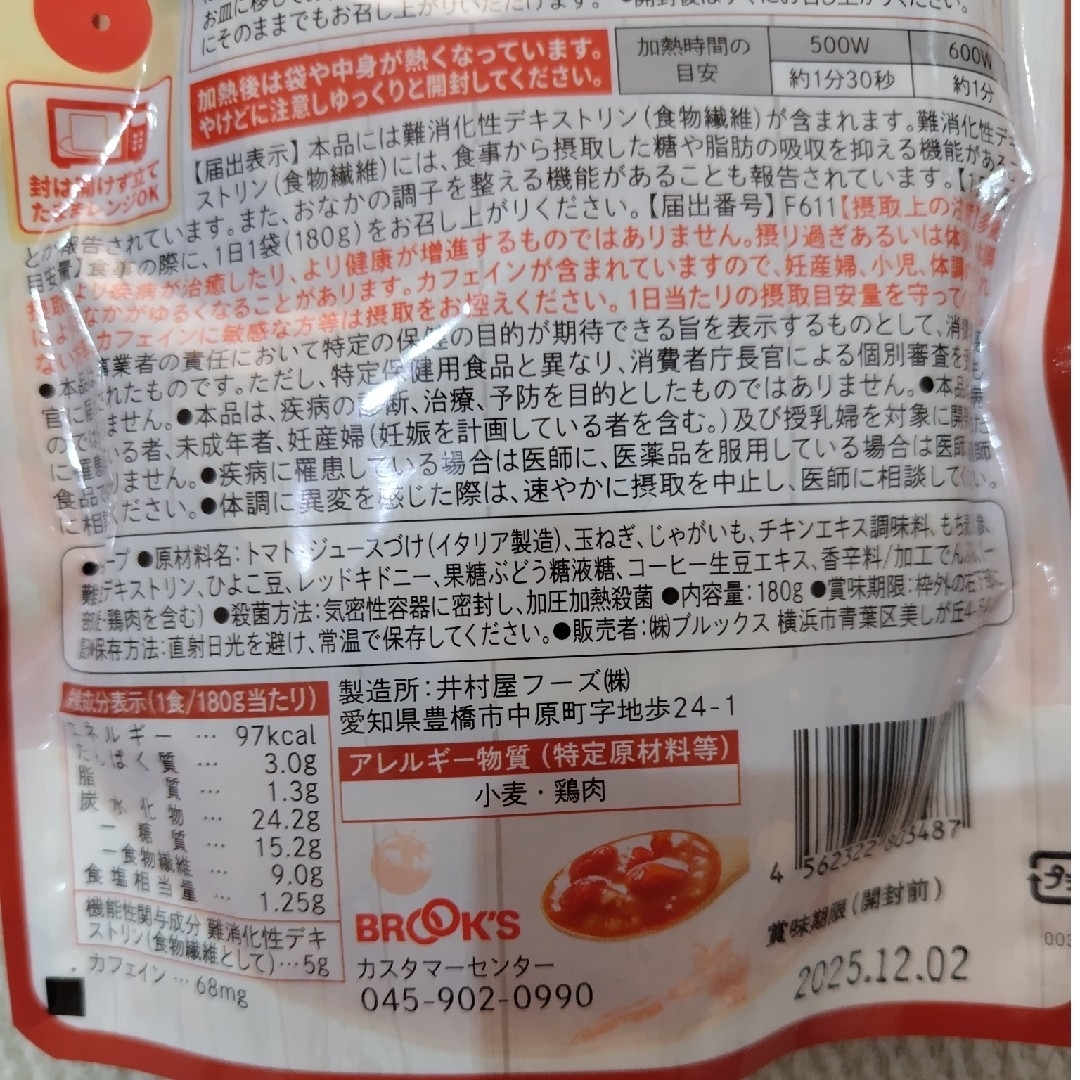 にそのままでもお召し上がりいただけます。
加熱後は袋や中身が熱くなっています。
やけどに注意しゆっくりと開封してください。
加熱時間の目安 500W 600W
約1分30秒 約1分
封は開けず立て
レンジOK
【届出表示】本品には難消化性デキストリン(食物繊維)が含まれます。難消化性デ
ストリン(食物繊維)には、食事から摂取した糖や脂肪の吸収を抑える機能がある
報告されています。また、おなかの調子を整える機能があることも報告されています。
目安量】食事の際に、1日1袋(180g)をお召し上がりください。【届出番号】F611【摂取上の注
疾病が治癒したり、より健康が増進するものではありません。摂り過ぎあるいは体
なかがゆるくなることがあります。カフェインが含まれていますので、妊産婦、小児、体調
カフェインに敏感な方等は摂取をお控えください。1日当たりの摂取目安量を守って
●本品 事業者の責任において特定の保健の目的が期待できる旨を表示するものとして、消費
官に れたものです。ただし、特定保健用食品と異なり、消費者庁長官による個別審査を
ません。●本品は、疾病の診断、治療、予防を目的としたものではありません。●本品
いる者、未成年者、妊産婦(妊娠を計画している者を含む。)及び授乳婦を対象に開
食品で りません。●疾病に罹患している場合は医師に、医薬品を服用している場合は医師
に相 ください。●体調に異変を感じた際は、速やかに摂取を中止し、医師に相談して
ープ ●原材料名:トマト・ジュースづけ(イタリア製造)、玉ねぎ、じゃがいも、チキンエキス調味料、もち
デキストリン、ひよこ豆、レッドキドニー、果糖ぶどう糖液糖、コーヒー生豆エキス、香辛料/加工でん
鶏肉を含む) ●殺菌方法:気密性容器に密封し、加圧加熱殺菌 ●内容量:180g ●賞味期限:枠外の
保存方法:直射日光を避け、常温で保存してください。●販売者:㈱ブルックス 横浜市青葉区美しが丘4-
成分表示(1食/180g当たり)
エネルギー … 97kcal
たんぱく質 … 3.0g
脂質 … 1.3g
炭水化物 … 24.2g
ー糖質 … 15.2g
ー食物繊維 … 9.0g
食塩相当量 … 1.25g
機能性関与成分 難消化性デキ
ストリン(食物繊維として)…5g
カフェイン … 68mg
製造所:井村屋フーズ㈱
愛知県豊橋市中原町字地歩24-1
アレルギー物質(特定原材料等)
小麦・鶏肉
BROOK'S
カスタマーセンター
045-902-0990
4 562322 803487
賞味期限(開封前)
2025.12.02
003